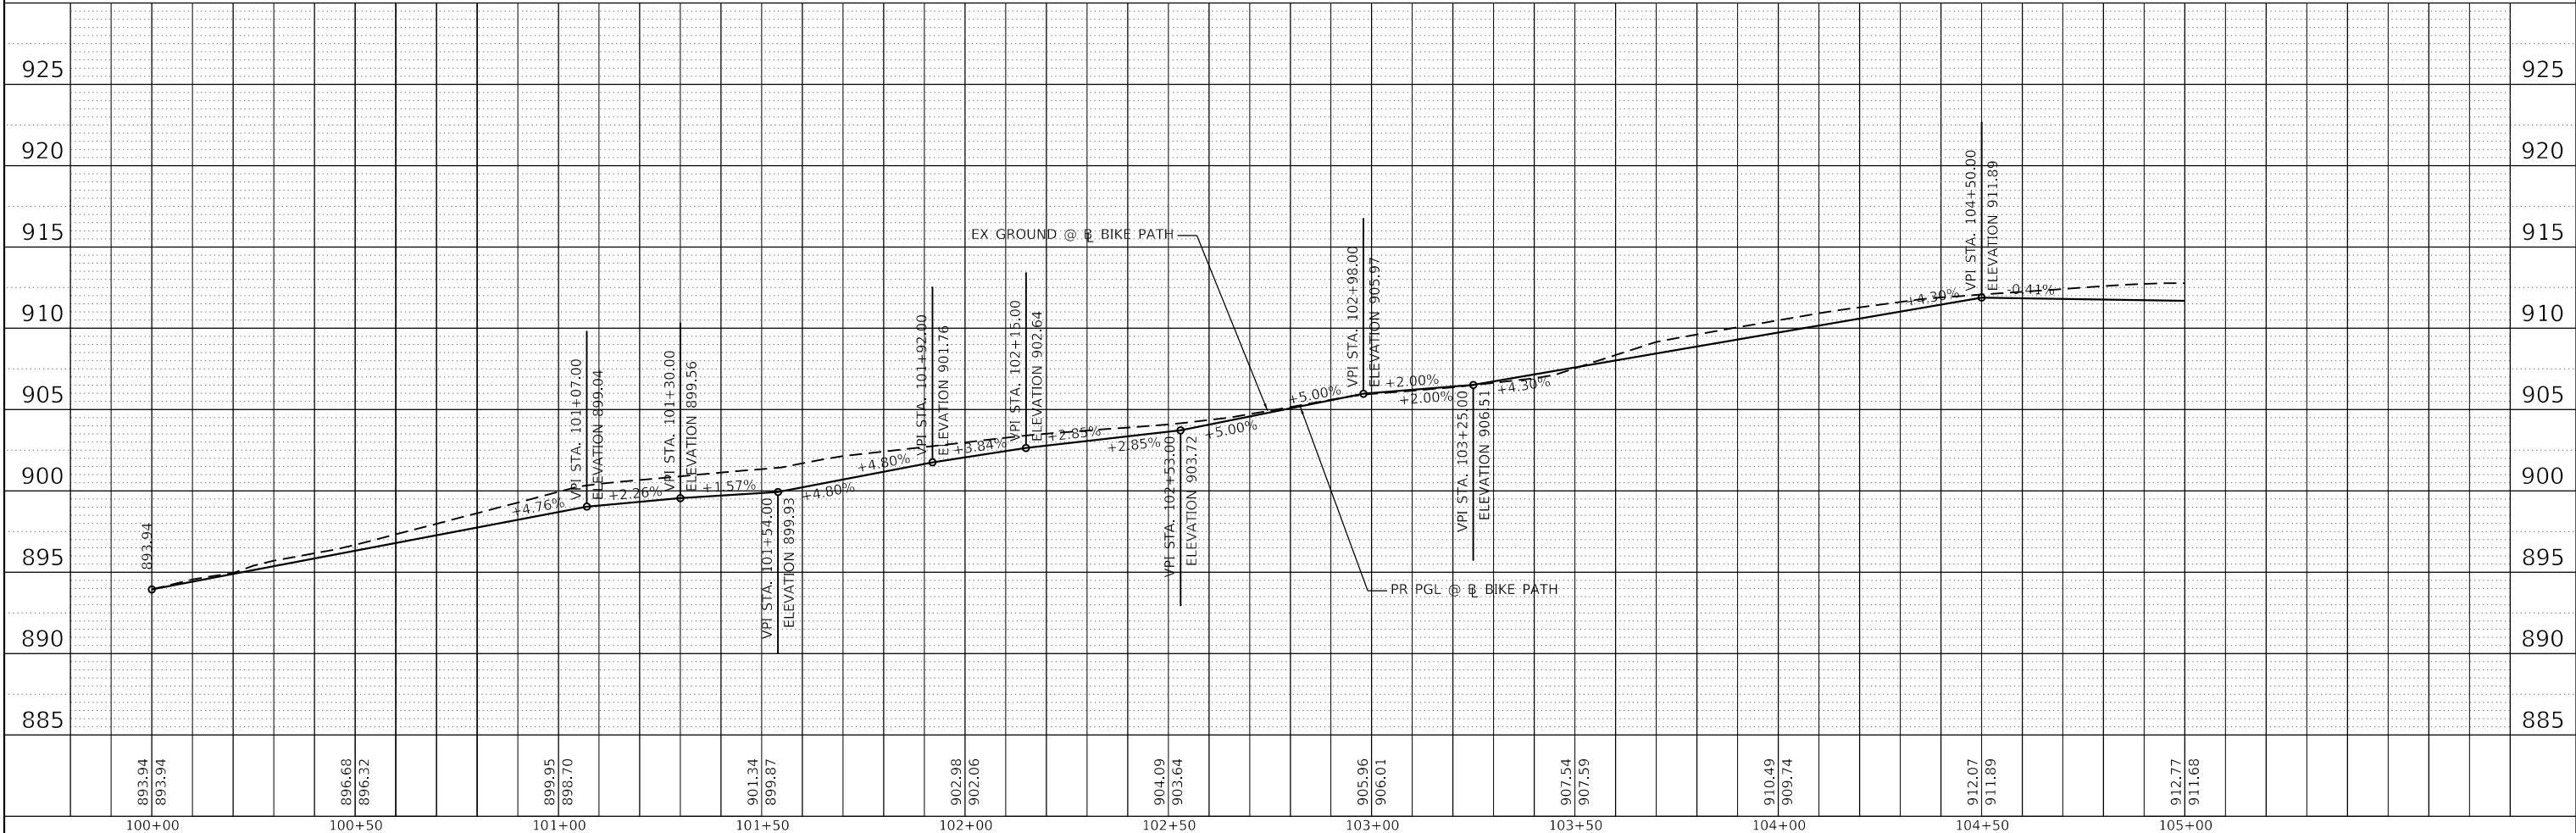 925 925
920 920
915 915
910 910
905 905
900 900
895 895
890 890
885 885
EX GROUND @ BL BIKE PATH
PR PGL @ BL BIKE PATH
893.94
VPI STA. 101+07.00
ELEVATION 899.04
VPI STA. 101+30.00
ELEVATION 899.56
VPI STA. 101+54.00
ELEVATION 899.93
VPI STA. 101+92.00
ELEVATION 901.76
VPI STA. 102+15.00
ELEVATION 902.64
VPI STA. 102+53.00
ELEVATION 903.72
VPI STA. 102+98.00
ELEVATION 905.97
VPI STA. 103+25.00
ELEVATION 906.51
VPI STA. 104+50.00
ELEVATION 911.89
+4.76%
+2.26%
+1.57%
+4.80%
+4.80%
+3.84%
+2.85%
+2.85%
+5.00%
+5.00%
+2.00%
+2.00%
+4.30%
+4.30%
-0.41%
893.94
893.94
896.68
896.32
899.95
898.70
901.34
899.87
902.98
902.06
904.09
903.64
905.96
906.01
907.54
907.59
910.49
909.74
912.07
911.89
912.77
911.68
100+00 100+50 101+00 101+50 102+00 102+50 103+00 103+50 104+00 104+50 105+00